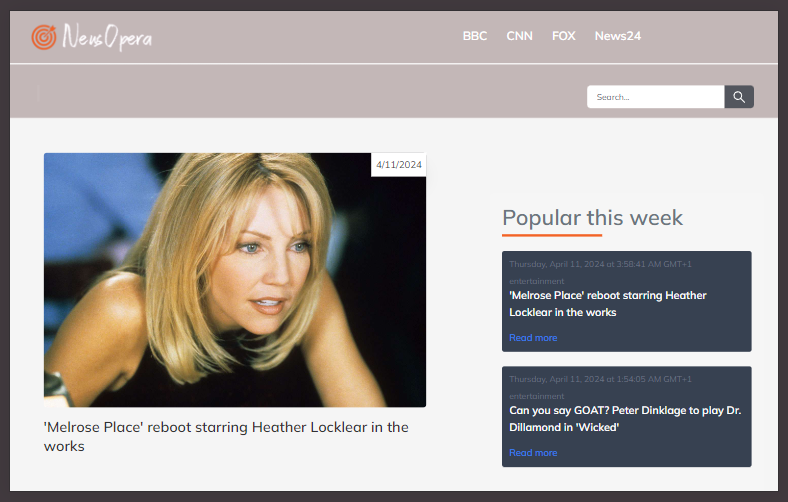 NewsOpera
BBC CNN FOX News24
Search...
4/11/2024
'Melrose Place' reboot starring Heather Locklear in the
works
Popular this week
Thursday, April 11, 2024 at 3:58:41 AM GMT+1
entertainment
'Melrose Place' reboot starring Heather
Locklear in the works
Read more
Thursday, April 11, 2024 at 1:54:05 AM GMT+1
entertainment
Can you say GOAT? Peter Dinklage to play Dr.
Dillamond in 'Wicked'
Read more